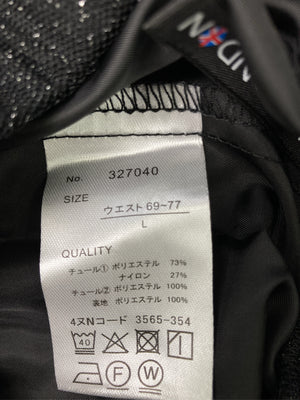 No. 327040
SIZE ウエスト 69~77
L
QUALITY
チュール① ポリエステル 73%
ナイロン 27%
チュール② ポリエステル 100%
裏地 ポリエステル 100%
4ヌNコード 3565-354
40
F W